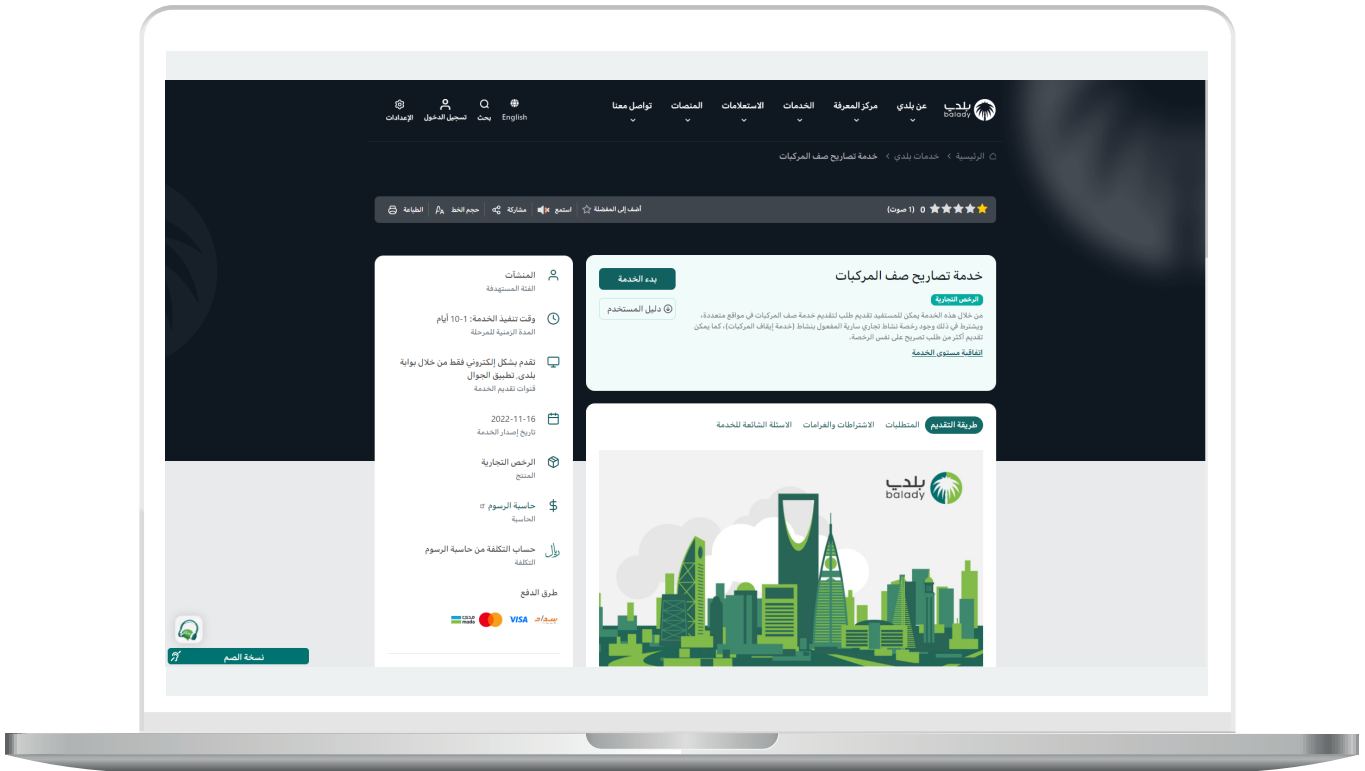 بلدي
balady
عن بلدي
مركز المعرفة
الخدمات
الاستعلامات
المنصات
تواصل معنا
English
بحث
تسجيل الدخول
الإعدادات
الرئيسية
خدمات بلدي
خدمة تصاريح صف المركبات
0 (1 صوت)
أضف إلى المفضلة
استمع
مشاركة
حجم الخط
الطباعة
خدمة تصاريح صف المركبات
بدء الخدمة
الرخص التجارية
دليل المستخدم
من خلال هذه الخدمة يمكن للمستفيد تقديم طلب لتقديم خدمة صف المركبات في مواقع متعددة،
ويشترط في ذلك وجود رخصة نشاط تجاري سارية المفعول بنشاط (خدمة إيقاف المركبات)، كما يمكن
تقديم أكثر من طلب تصريح على نفس الرخصة.
اتفاقية مستوى الخدمة
طريقة التقديم
المتطلبات
الاشتراطات والغرامات
الاسئلة الشائعة للخدمة
بلدي
balady
المنشآت
الفئة المستهدفة
وقت تنفيذ الخدمة: 1-10 أيام
المدة الزمنية للمرحلة
تقدم بشكل إلكتروني فقط من خلال بوابة
بلدي, تطبيق الجوال
قنوات تقديم الخدمة
2022-11-16
تاريخ إصدار الخدمة
الرخص التجارية
المنتج
حاسبة الرسوم
الحاسبة
حساب التكلفة من حاسبة الرسوم
التكلفة
طرق الدفع
سداد
VISA
mada
نسخة الصم